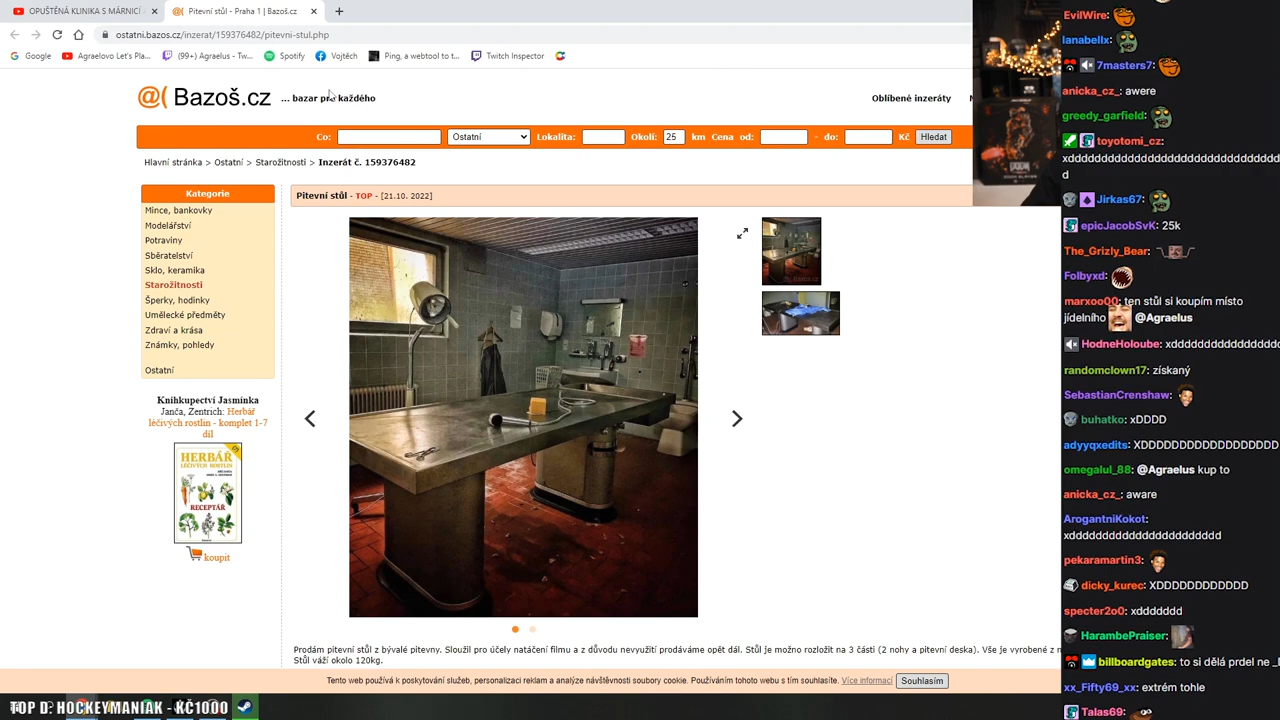 OPUŠTĚNÁ KLINIKA S MÁRNICÍ
Pitevní stůl - Praha 1 | Bazoš.cz
ostatni.bazos.cz/inzerat/159376482/pitevni-stul.php
Google
Agraelovo Let's Pla...
(99+) Agraelus - Tw...
Spotify
Vojtěch
Ping, a webtool to t...
Twitch Inspector
@( Bazoš.cz
... bazar pro každého
Oblíbené inzeráty
Co:
Ostatní
Lokalita:
Okolí:
25
km
Cena od:
- do:
Kč
Hledat
Hlavní stránka > Ostatní > Starožitnosti > Inzerát č. 159376482
Kategorie
Mince, bankovky
Modelářství
Potraviny
Sběratelství
Sklo, keramika
Starožitnosti
Šperky, hodinky
Umělecké předměty
Zdraví a krása
Známky, pohledy
Ostatní
Knihkupectví Jasmínka
Janča, Zentrich: Herbář
léčivých rostlin - komplet 1-7
díl
HERBÁŘ
LÉČIVÝCH ROSTLIN
RECEPTÁŘ
koupit
Pitevní stůl - TOP - [21.10. 2022]
Prodám pitevní stůl z bývalé pitevny. Sloužil pro účely natáčení filmu a z důvodu nevyužití prodáváme opět dál. Stůl je možno rozložit na 3 části (2 nohy a pitevní deska). Vše je vyrobené z
Stůl váží okolo 120kg.
Tento web používá k poskytování služeb, personalizaci reklam a analýze návštěvnosti soubory cookie. Používáním tohoto webu s tím souhlasíte. Více informací
Souhlasím
TOP D: HOCKEYMANIAK - KČ1000
DOOM
EvilWire:
lanabellx:
7masters7:
anicka_cz_: awere
greedy_garfield:
toyotomi_cz:
xdddddddddddddddddddddddddddddddd
d
Jirkas67:
epicJacobSvK: 25k
The_Grizly_Bear:
Folbyxd:
marxoo00: ten stůl si koupím místo
jídelního @Agraelus
HodneHoloube: xdddddddddddddddd
randomclown17: získaný
SebastianCrenshaw:
buhatko: xDDDD
adyyqxedits: XDDDDDDDDDDDDDDDDDD
omegalul_88: @Agraelus kup to
anicka_cz_: aware
ArogantniKokot:
xdddddddddddddddddddddd
pekaramartin3:
dicky_kurec: XDDDDDDDDDDDD
specter2o0: xddddddd
HarambePraiser:
billboardgates: to si dělá prdel ne
xx_Fifty69_xx: extrém tohle
Talas69: